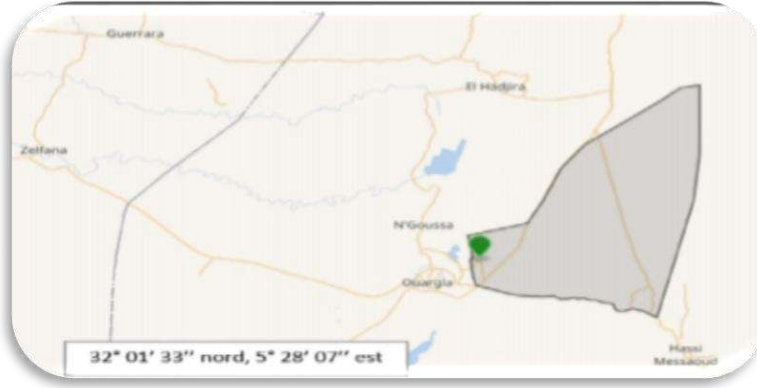 Guerrara
El Hadjira
Zelfana
N'Goussa
Ouargla
Hassi
Messaoud
32° 01′ 33″ nord, 5° 28′ 07″ est